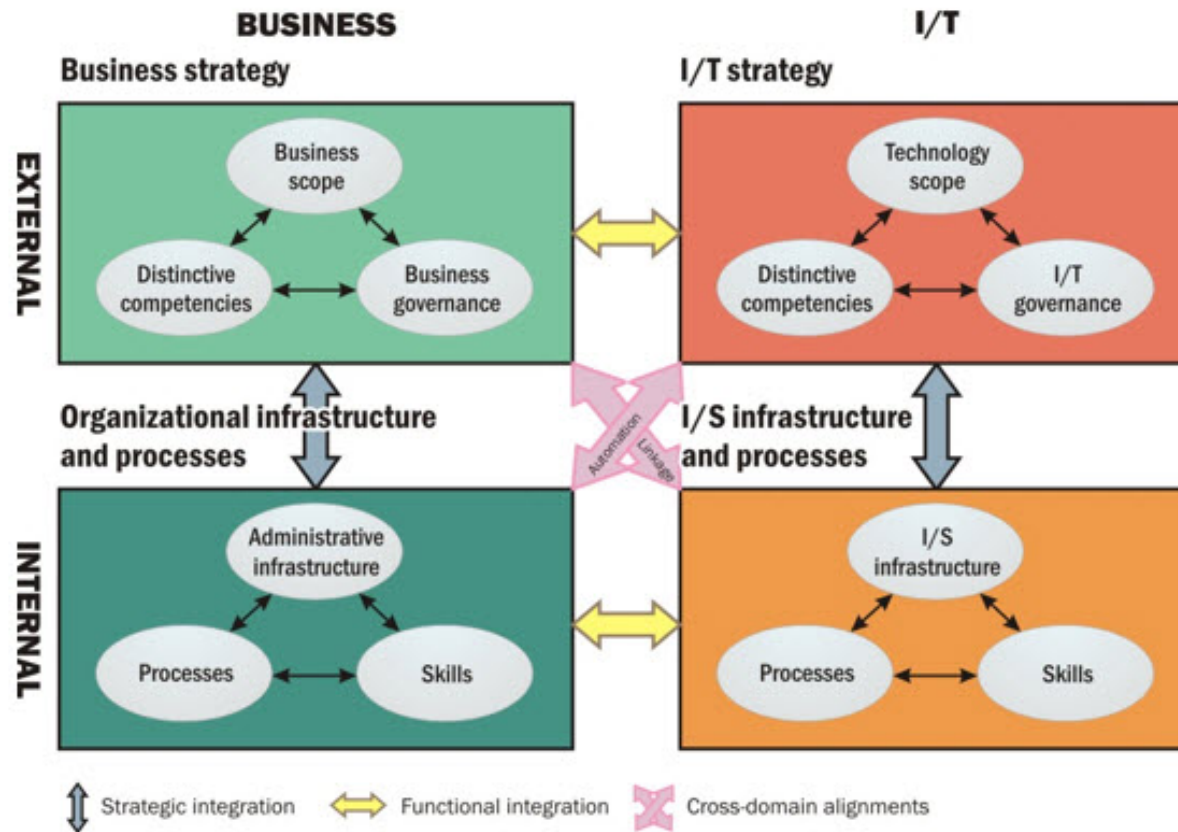 BUSINESS
I/T
Business strategy
I/T strategy
EXTERNAL
Business
scope
Distinctive
competencies
Business
governance
Technology
scope
Distinctive
competencies
I/T
governance
Automation
Linkage
Organizational infrastructure
and processes
I/S infrastructure
and processes
INTERNAL
Administrative
infrastructure
Processes
Skills
I/S
infrastructure
Processes
Skills
Strategic integration
Functional integration
Cross-domain alignments